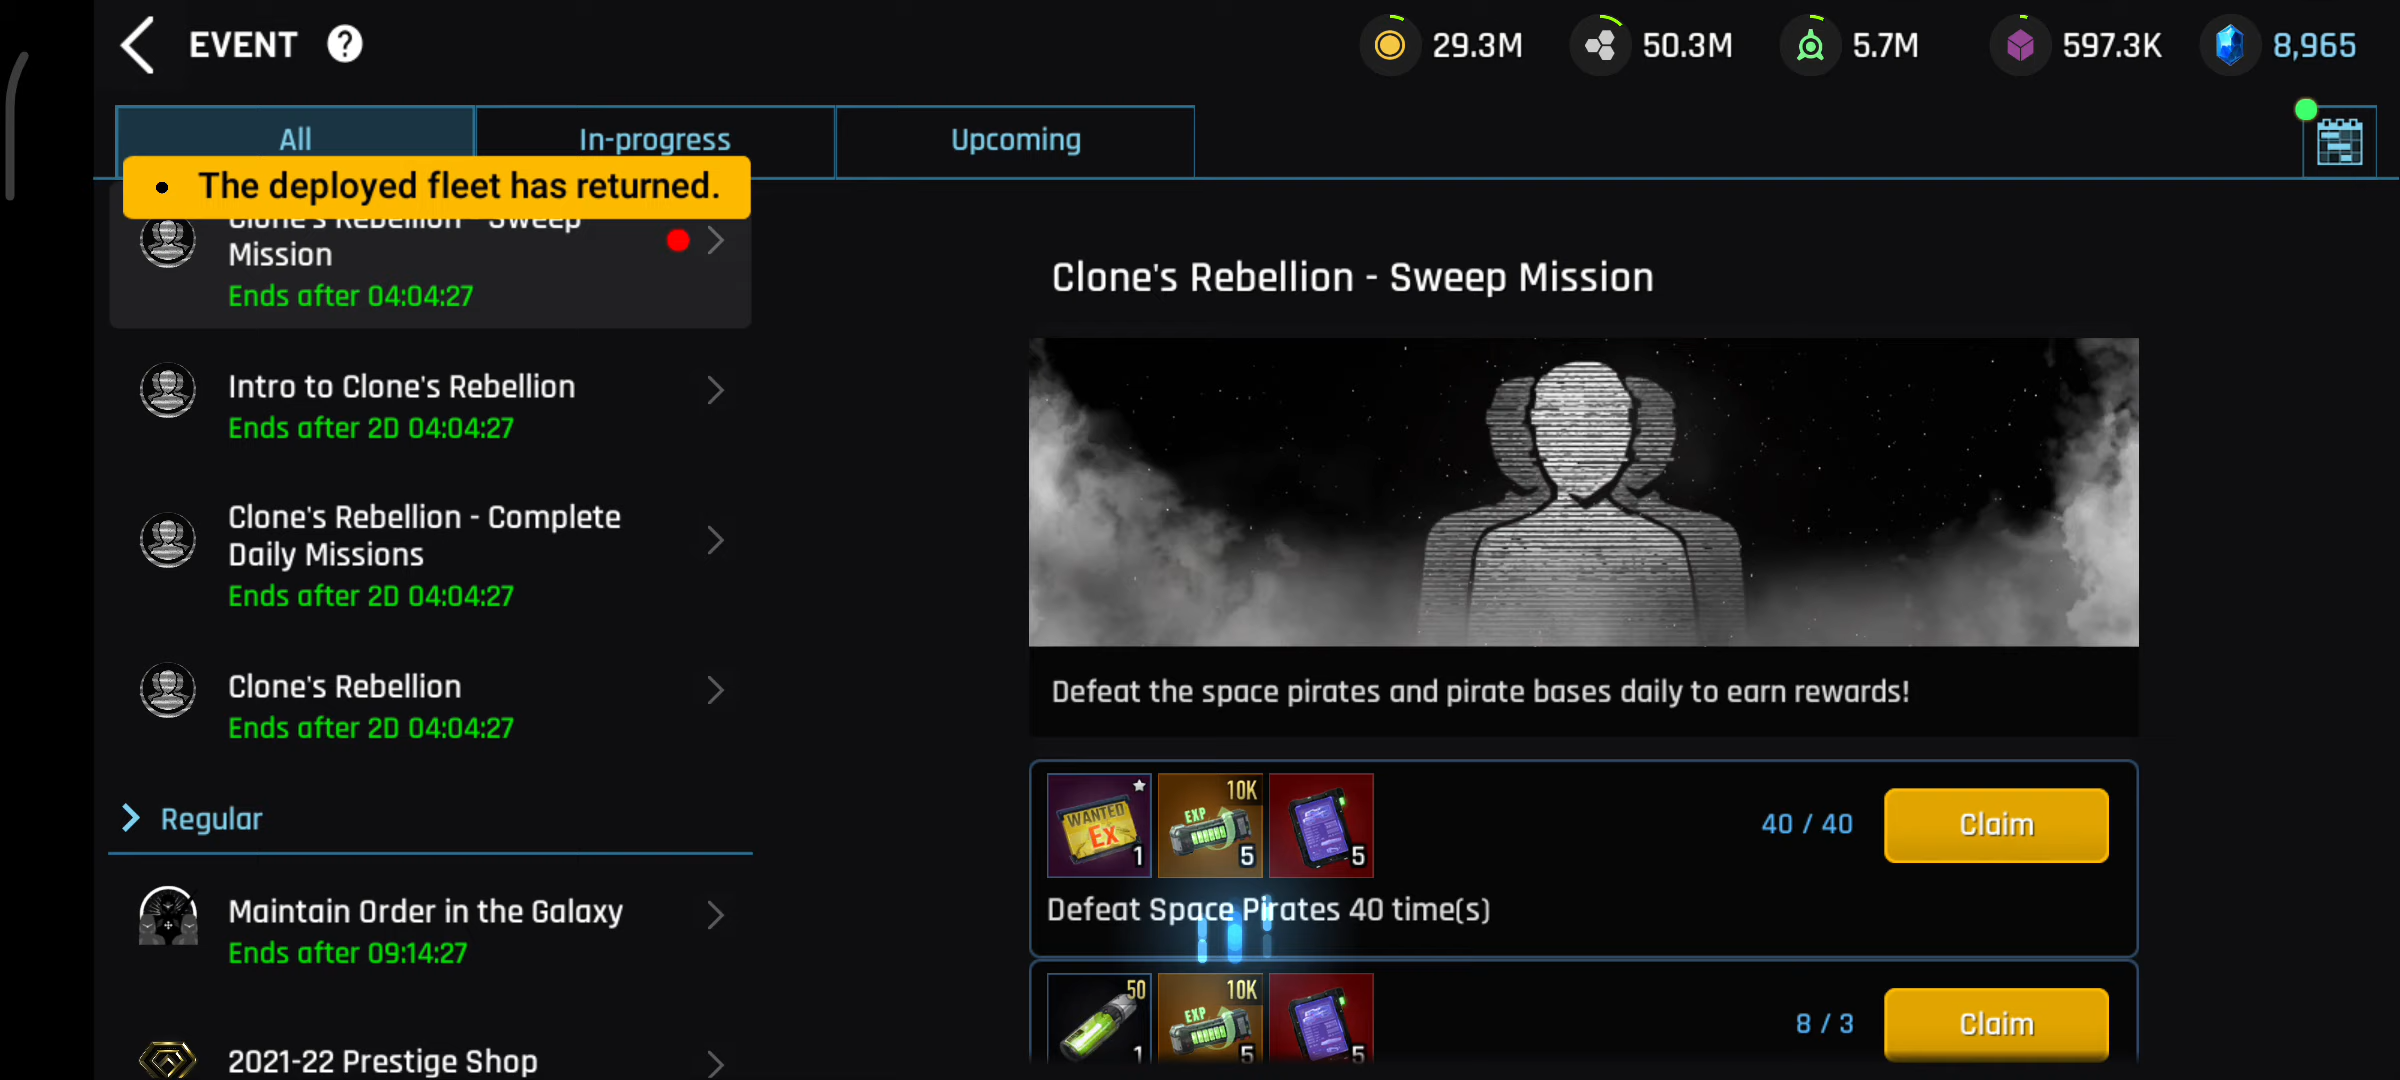 EVENT ?
29.3M
50.3M
5.7M
597.3K
8,965
All
In-progress
Upcoming
• The deployed fleet has returned.
Clone's Rebellion - Sweep
Mission
Ends after 04:04:27
Intro to Clone's Rebellion
Ends after 2D 04:04:27
Clone's Rebellion - Complete
Daily Missions
Ends after 2D 04:04:27
Clone's Rebellion
Ends after 2D 04:04:27
Regular
Maintain Order in the Galaxy
Ends after 09:14:27
2021-22 Prestige Shop
Clone's Rebellion - Sweep Mission
Defeat the space pirates and pirate bases daily to earn rewards!
WANTED
EX
1
10K
EXP
5
5
40 / 40
Claim
Defeat Space Pirates 40 time(s)
50
1
10K
EXP
5
5
8 / 3
Claim